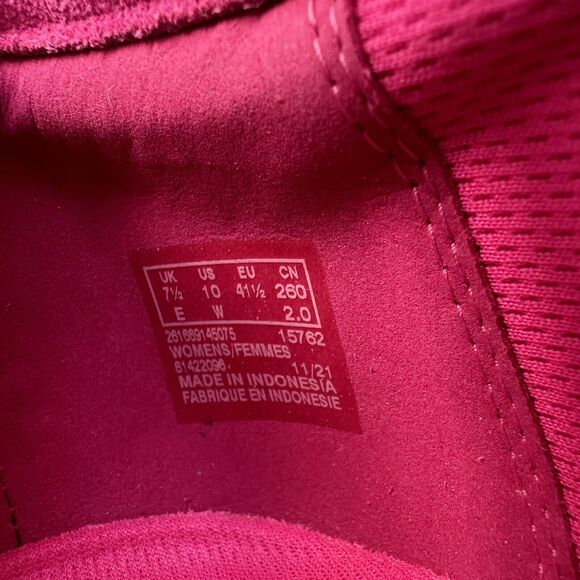 UK US EU CN
7½ 10 41½ 260
E W 2.0
261669145075 15762
WOMENS/FEMMES
61422096 11/21
MADE IN INDONESIA
FABRIQUE EN INDONESIE